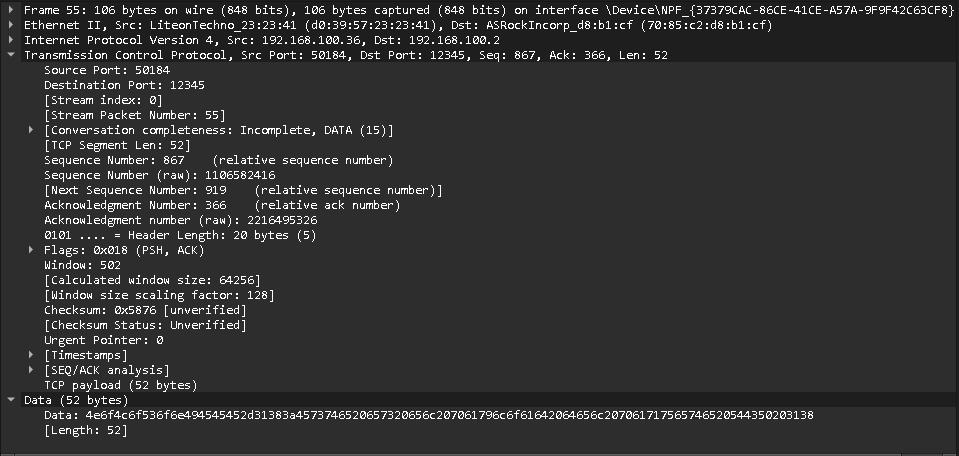 Frame 55: 106 bytes on wire (848 bits), 106 bytes captured (848 bits) on interface \Device\NPF_{37379CAC-86CE-41CE-A57A-9F9F42C63CF8}
Ethernet II, Src: LiteonTechno_23:23:41 (d0:39:57:23:23:41), Dst: ASRockIncorp_d8:b1:cf (70:85:c2:d8:b1:cf)
Internet Protocol Version 4, Src: 192.168.100.36, Dst: 192.168.100.2
Transmission Control Protocol, Src Port: 50184, Dst Port: 12345, Seq: 867, Ack: 366, Len: 52
Source Port: 50184
Destination Port: 12345
[Stream index: 0]
[Stream Packet Number: 55]
[Conversation completeness: Incomplete, DATA (15)]
[TCP Segment Len: 52]
Sequence Number: 867    (relative sequence number)
Sequence Number (raw): 1106582416
[Next Sequence Number: 919    (relative sequence number)]
Acknowledgment Number: 366    (relative ack number)
Acknowledgment number (raw): 2216495326
0101 .... = Header Length: 20 bytes (5)
Flags: 0x018 (PSH, ACK)
Window: 502
[Calculated window size: 64256]
[Window size scaling factor: 128]
Checksum: 0x5876 [unverified]
[Checksum Status: Unverified]
Urgent Pointer: 0
[Timestamps]
[SEQ/ACK analysis]
TCP payload (52 bytes)
Data (52 bytes)
Data: 4e6f4c6f536f6e494545452d31383a4573746520657320656c207061796c6f61642064656c207061717565746520544350203138
[Length: 52]